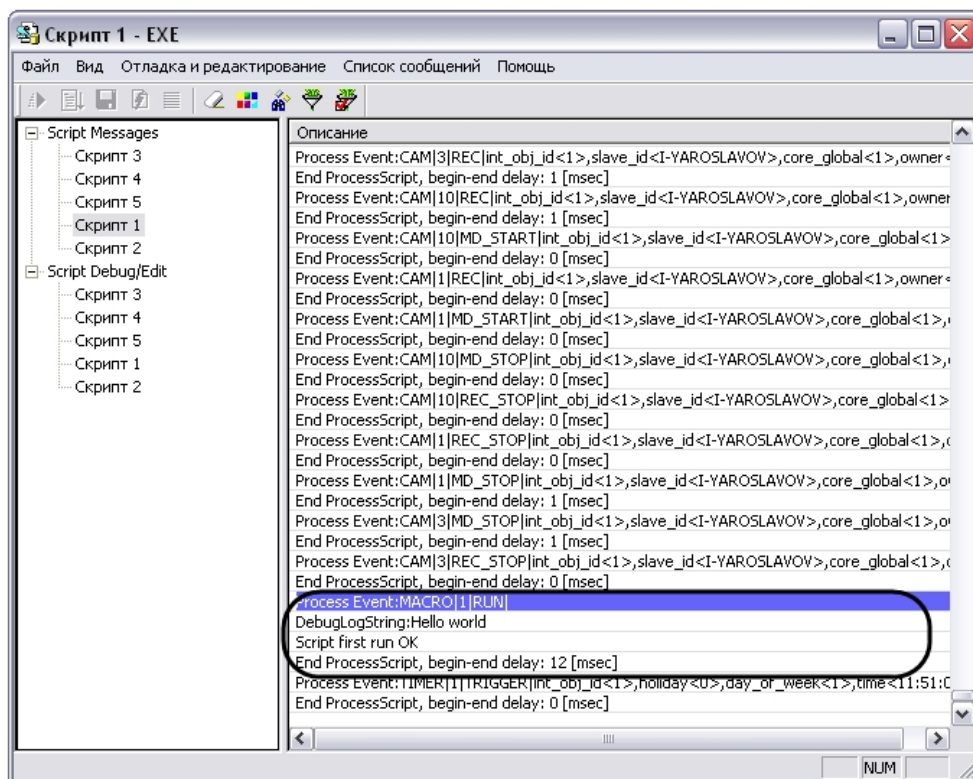 Скрипт 1 - EXE
Файл Вид Отладка и редактирование Список сообщений Помощь
Script Messages
Скрипт 3
Скрипт 4
Скрипт 5
Скрипт 1
Скрипт 2
Script Debug/Edit
Скрипт 3
Скрипт 4
Скрипт 5
Скрипт 1
Скрипт 2
Описание
Process Event:CAM|3|REC|int_obj_id<1>,slave_id<I-YAROSLAVOV>,core_global<1>,owner<
End ProcessScript, begin-end delay: 1 [msec]
Process Event:CAM|10|REC|int_obj_id<1>,slave_id<I-YAROSLAVOV>,core_global<1>,owner
End ProcessScript, begin-end delay: 1 [msec]
Process Event:CAM|10|MD_START|int_obj_id<1>,slave_id<I-YAROSLAVOV>,core_global<1>
End ProcessScript, begin-end delay: 0 [msec]
Process Event:CAM|1|REC|int_obj_id<1>,slave_id<I-YAROSLAVOV>,core_global<1>,owner<
End ProcessScript, begin-end delay: 0 [msec]
Process Event:CAM|1|MD_START|int_obj_id<1>,slave_id<I-YAROSLAVOV>,core_global<1>,
End ProcessScript, begin-end delay: 0 [msec]
Process Event:CAM|10|MD_STOP|int_obj_id<1>,slave_id<I-YAROSLAVOV>,core_global<1>,
End ProcessScript, begin-end delay: 0 [msec]
Process Event:CAM|10|REC_STOP|int_obj_id<1>,slave_id<I-YAROSLAVOV>,core_global<1>
End ProcessScript, begin-end delay: 0 [msec]
Process Event:CAM|1|REC_STOP|int_obj_id<1>,slave_id<I-YAROSLAVOV>,core_global<1>,
End ProcessScript, begin-end delay: 0 [msec]
Process Event:CAM|1|MD_STOP|int_obj_id<1>,slave_id<I-YAROSLAVOV>,core_global<1>,
End ProcessScript, begin-end delay: 1 [msec]
Process Event:CAM|3|MD_STOP|int_obj_id<1>,slave_id<I-YAROSLAVOV>,core_global<1>,
End ProcessScript, begin-end delay: 1 [msec]
Process Event:CAM|3|REC_STOP|int_obj_id<1>,slave_id<I-YAROSLAVOV>,core_global<1>,
End ProcessScript, begin-end delay: 0 [msec]
Process Event:MACRO|1|RUN|
DebugLogString:Hello world
Script first run OK
End ProcessScript, begin-end delay: 12 [msec]
Process Event:TIMER|1|TRIGGER|int_obj_id<1>,holiday<0>,day_of_week<1>,time<11:51:0
End ProcessScript, begin-end delay: 0 [msec]
NUM